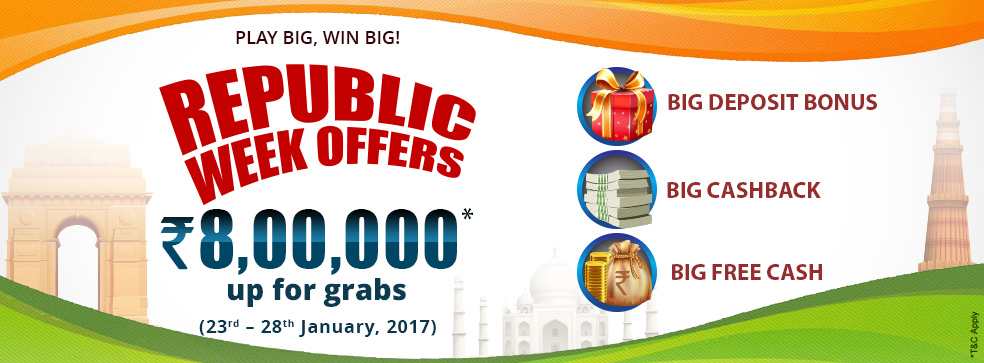 PLAY BIG, WIN BIG!
REPUBLIC
WEEK OFFERS
₹8,00,000*
up for grabs
(23rd – 28th January, 2017)
BIG DEPOSIT BONUS
BIG CASHBACK
₹
BIG FREE CASH
*T&C Apply